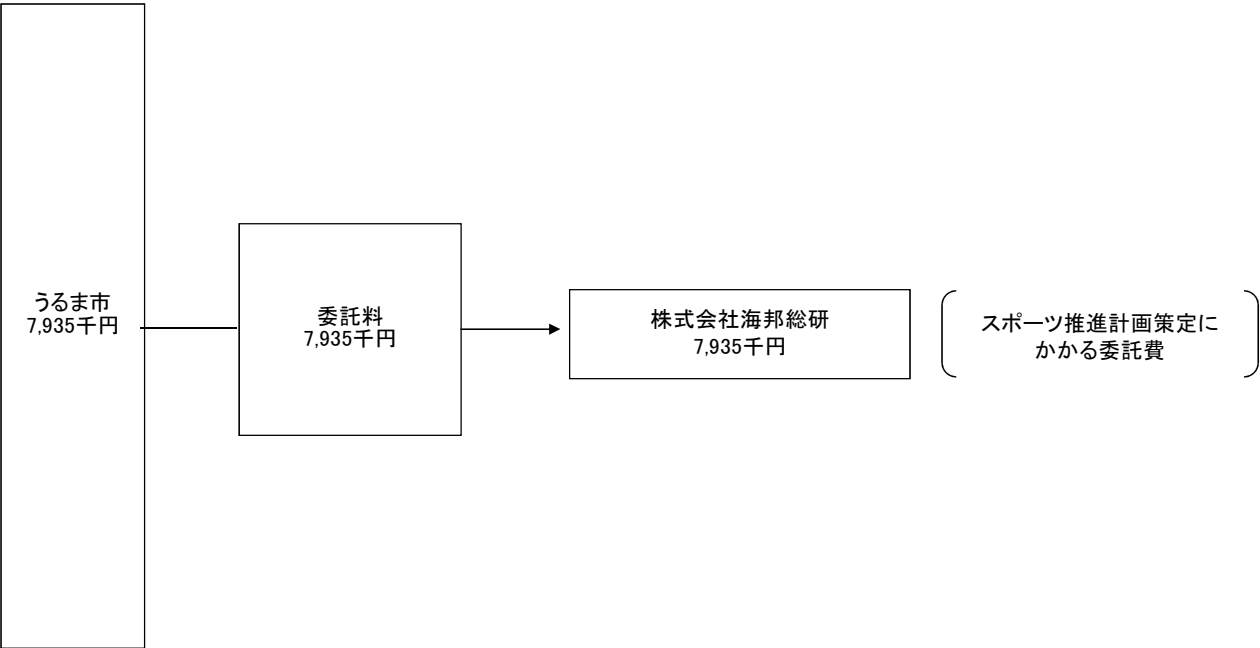 うるま市
7,935千円
委託料
7,935千円
株式会社海邦総研
7,935千円
スポーツ推進計画策定に
かかる委託費